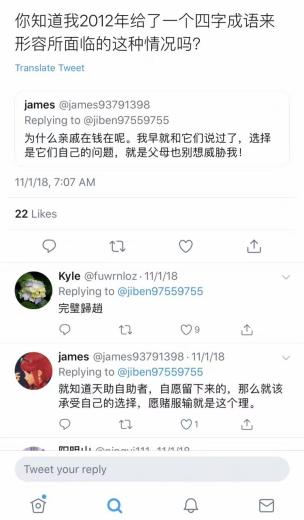 你知道我2012年给了一个四字成语来
形容所面临的这种情况吗?
Translate Tweet
james @james93791398
Replying to @jiben97559755
为什么亲戚在钱在呢。我早就和它们说过了，选择
是它们自己的问题，就是父母也别想威胁我！
11/1/18, 7:07 AM
22 Likes
Kyle @fuwrnloz · 11/1/18
Replying to @jiben97559755
完璧歸趙
9
james @james93791398 · 11/1/18
Replying to @jiben97559755
就知道天助自助者，自愿留下来的，那么就该
承受自己的选择，愿赌服输就是这个理。
1
Tweet your reply